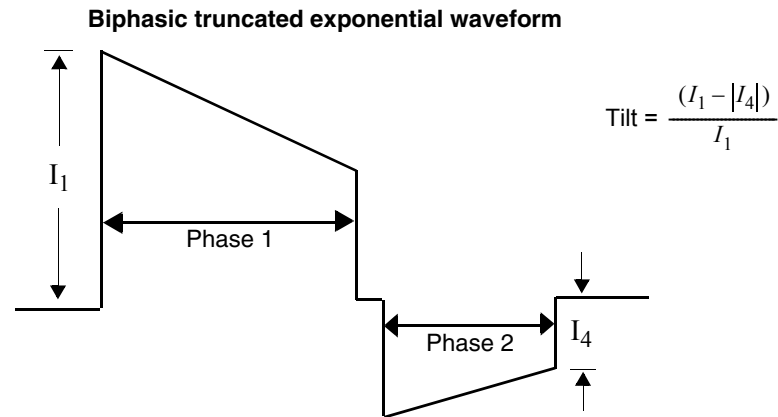 Biphasic truncated exponential waveform
Tilt = (I1 – |I4|) / I1
I1
Phase 1
Phase 2
I4